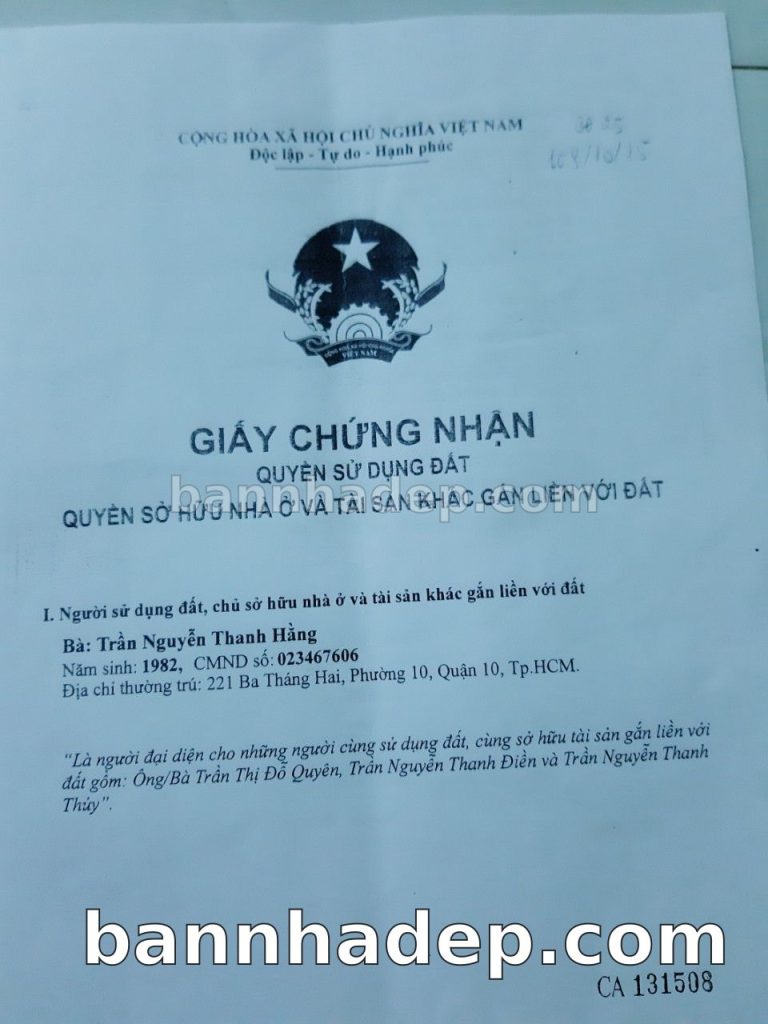 CỘNG HÒA XÃ HỘI CHỦ NGHĨA VIỆT NAM
Độc lập - Tự do - Hạnh phúc
VIỆT NAM
GIẤY CHỨNG NHẬN
QUYỀN SỬ DỤNG ĐẤT
QUYỀN SỞ HỮU NHÀ Ở VÀ TÀI SẢN KHÁC GẮN LIỀN VỚI ĐẤT
bannhadep.com
I. Người sử dụng đất, chủ sở hữu nhà ở và tài sản khác gắn liền với đất
Bà: Trần Nguyễn Thanh Hằng
Năm sinh: 1982, CMND số: 023467606
Địa chỉ thường trú: 221 Ba Tháng Hai, Phường 10, Quận 10, Tp.HCM.
“Là người đại diện cho những người cùng sử dụng đất, cùng sở hữu tài sản gắn liền với
đất gồm: Ông/Bà Trần Thị Đỗ Quyên, Trần Nguyễn Thanh Điền và Trần Nguyễn Thanh
Thủy”.
bannhadep.com
CA 131508